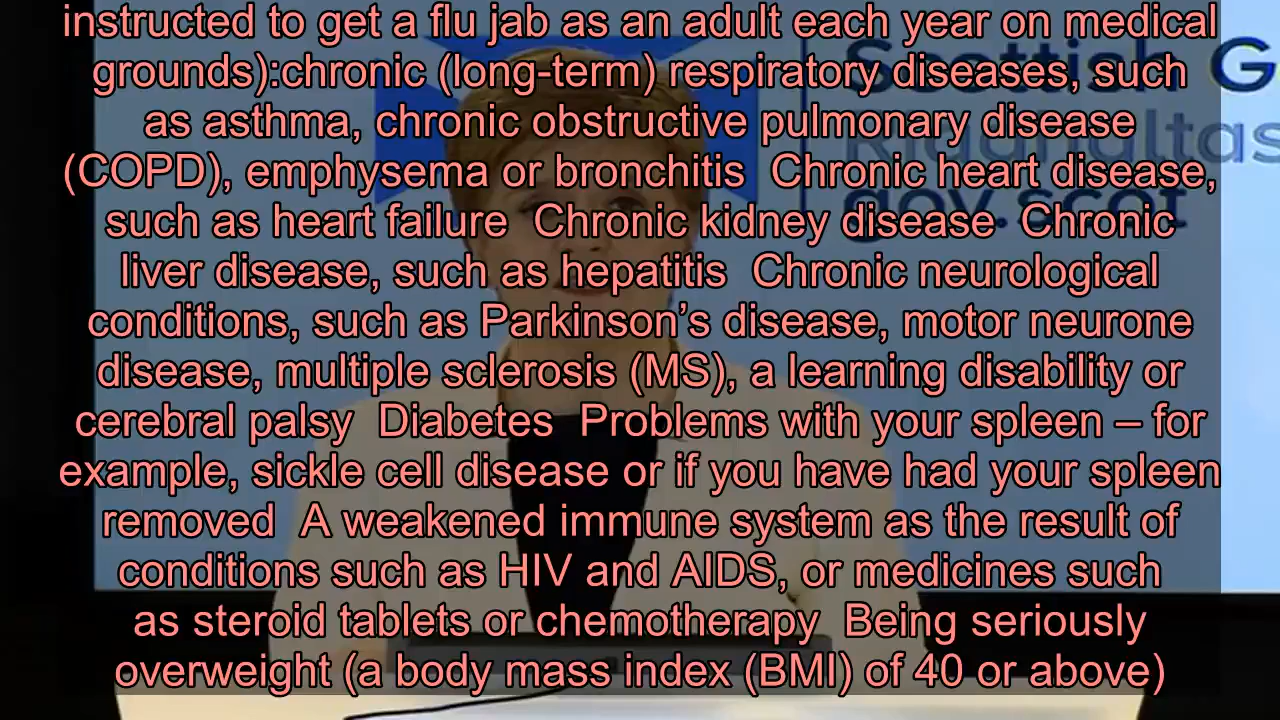 instructed to get a flu jab as an adult each year on medical
grounds):chronic (long-term) respiratory diseases, such
as asthma, chronic obstructive pulmonary disease
(COPD), emphysema or bronchitis  Chronic heart disease,
such as heart failure  Chronic kidney disease  Chronic
liver disease, such as hepatitis  Chronic neurological
conditions, such as Parkinson’s disease, motor neurone
disease, multiple sclerosis (MS), a learning disability or
cerebral palsy  Diabetes  Problems with your spleen – for
example, sickle cell disease or if you have had your spleen
removed  A weakened immune system as the result of
conditions such as HIV and AIDS, or medicines such
as steroid tablets or chemotherapy  Being seriously
overweight (a body mass index (BMI) of 40 or above)
Scottish G
Riaghaltas
gov.scot